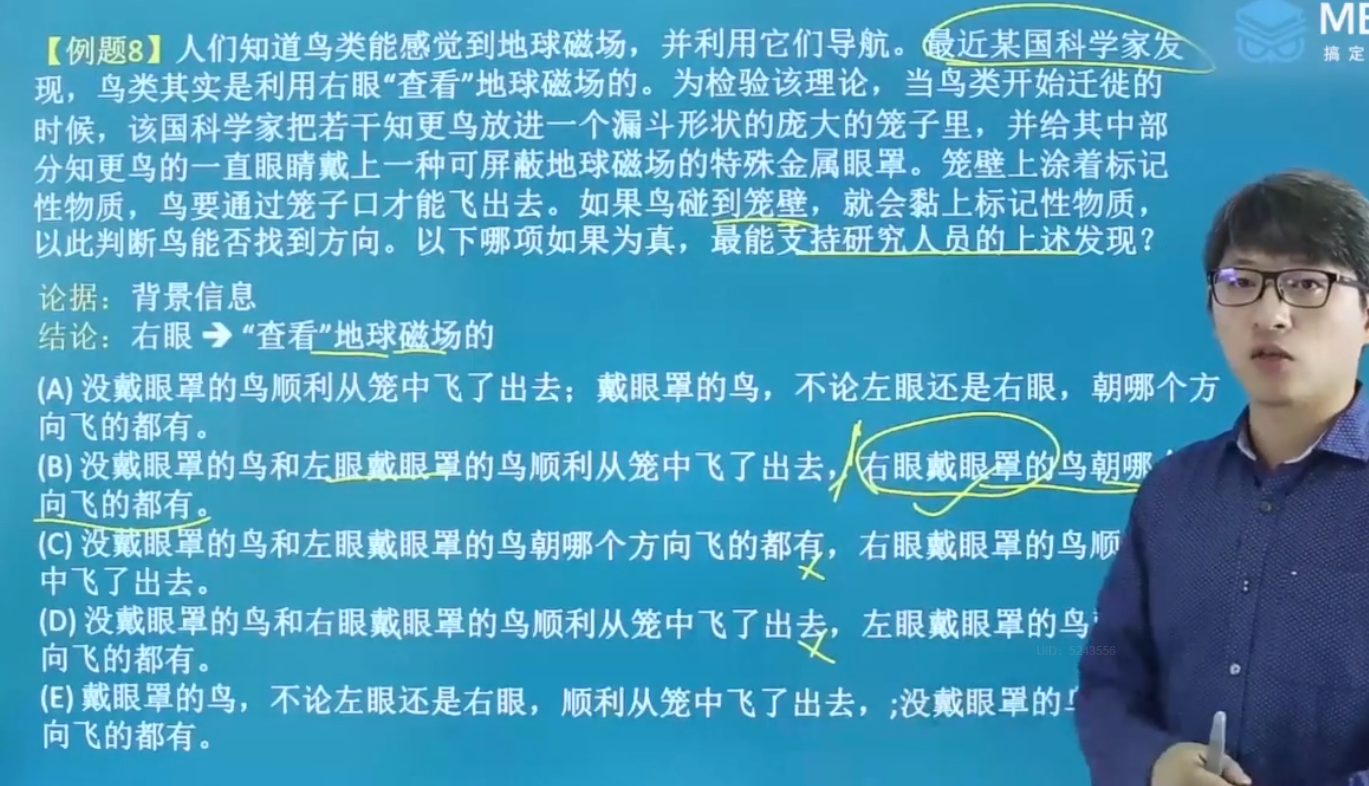 ME
搞定
【例题8】人们知道鸟类能感觉到地球磁场，并利用它们导航。最近某国科学家发
现，鸟类其实是利用右眼“查看”地球磁场的。为检验该理论，当鸟类开始迁徙的
时候，该国科学家把若干知更鸟放进一个漏斗形状的庞大的笼子里，并给其中部
分知更鸟的一直眼睛戴上一种可屏蔽地球磁场的特殊金属眼罩。笼壁上涂着标记
性物质，鸟要通过笼子口才能飞出去。如果鸟碰到笼壁，就会黏上标记性物质，
以此判断鸟能否找到方向。以下哪项如果为真，最能支持研究人员的上述发现？
论据：背景信息
结论：右眼➔“查看”地球磁场的
(A) 没戴眼罩的鸟顺利从笼中飞了出去；戴眼罩的鸟，不论左眼还是右眼，朝哪个方
向飞的都有。
(B) 没戴眼罩的鸟和左眼戴眼罩的鸟顺利从笼中飞了出去，右眼戴眼罩的鸟朝哪
向飞的都有。
(C) 没戴眼罩的鸟和左眼戴眼罩的鸟朝哪个方向飞的都有，右眼戴眼罩的鸟顺
中飞了出去。
(D) 没戴眼罩的鸟和右眼戴眼罩的鸟顺利从笼中飞了出去，左眼戴眼罩的鸟
向飞的都有。
UID: 5243556
(E) 戴眼罩的鸟，不论左眼还是右眼，顺利从笼中飞了出去，;没戴眼罩的
向飞的都有。